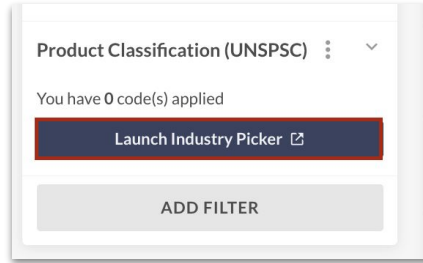 Product Classification (UNSPSC)
You have 0 code(s) applied
Launch Industry Picker
ADD FILTER